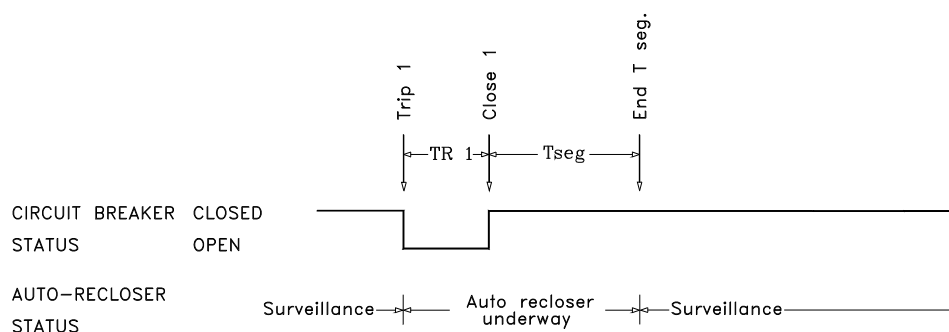 Trip 1
Close 1
End T seg.
TR 1
Tseg
CIRCUIT BREAKER CLOSED
STATUS OPEN
AUTO-RECLOSER
STATUS
Surveillance
Auto recloser
underway
Surveillance